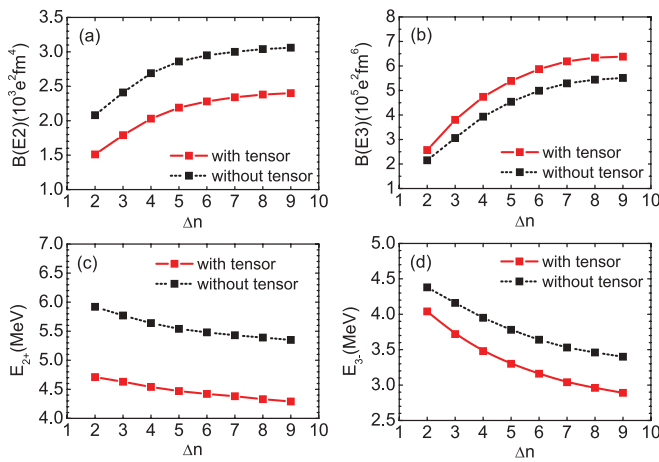 (a)
3.5
3.0
2.5
2.0
1.5
1.0
B(E2)(10³e²fm⁴)
with tensor
without tensor
1 2 3 4 5 6 7 8 9 10
Δn
(b)
8
7
6
5
4
3
2
1
0
B(E3)(10⁵e²fm⁶)
with tensor
without tensor
1 2 3 4 5 6 7 8 9 10
Δn
(c)
7.0
6.5
6.0
5.5
5.0
4.5
4.0
E₂₊(MeV)
with tensor
without tensor
1 2 3 4 5 6 7 8 9 10
Δn
(d)
5.0
4.5
4.0
3.5
3.0
2.5
E₃₋(MeV)
with tensor
without tensor
1 2 3 4 5 6 7 8 9 10
Δn